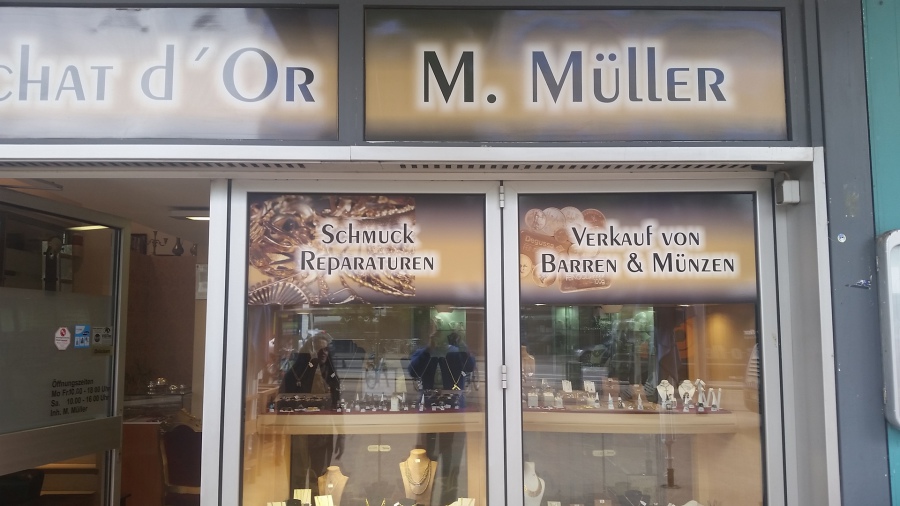 chat d´Or
M. Müller
Schmuck
Reparaturen
Verkauf von
Barren & Münzen
Öffnungszeiten
Inh. M. Müller